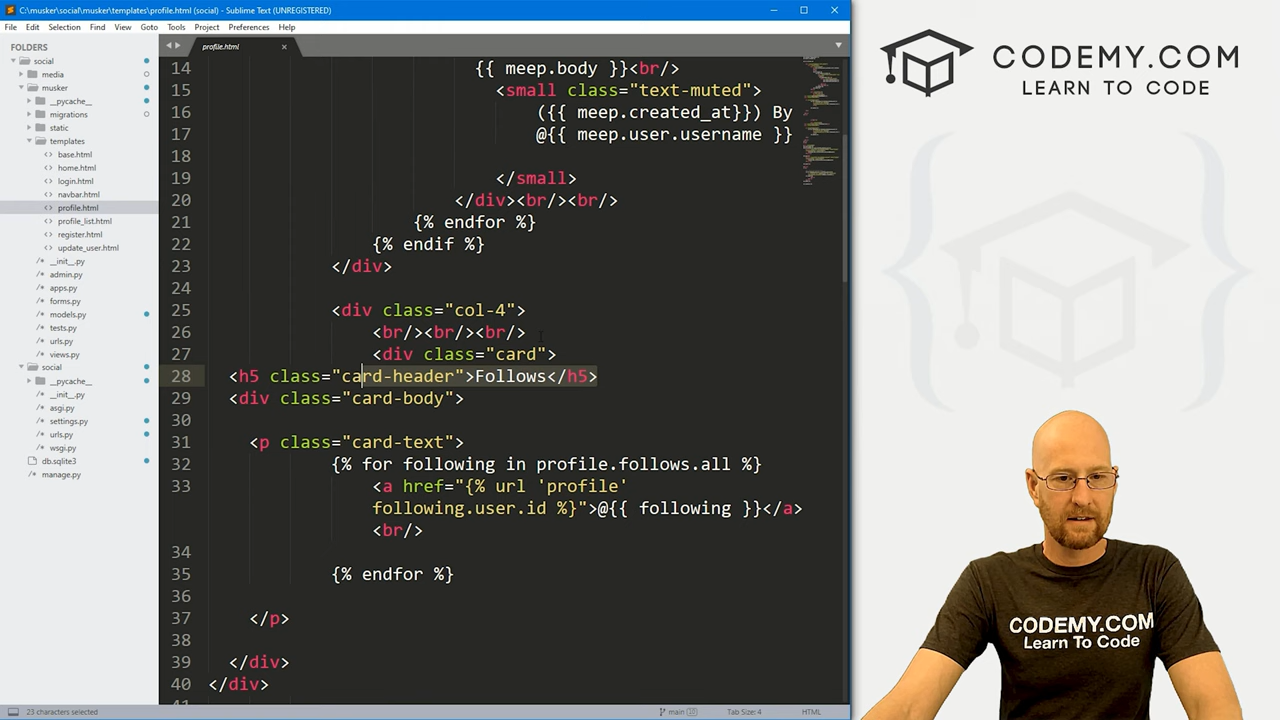 C:\musker\social\musker\templates\profile.html (social) - Sublime Text (UNREGISTERED)
File Edit Selection Find View Goto Tools Project Preferences Help
FOLDERS
social
media
musker
__pycache__
migrations
static
templates
base.html
home.html
login.html
navbar.html
profile.html
profile_list.html
register.html
update_user.html
__init__.py
admin.py
apps.py
forms.py
models.py
tests.py
urls.py
views.py
social
__pycache__
__init__.py
asgi.py
settings.py
urls.py
wsgi.py
db.sqlite3
manage.py
profile.html
14 {{ meep.body }}<br/>
15 <small class="text-muted">
16 ({{ meep.created_at}}) By
17 @{{ meep.user.username }}
18
19 </small>
20 </div><br/><br/>
21 {% endfor %}
22 {% endif %}
23 </div>
24
25 <div class="col-4">
26 <br/><br/><br/>
27 <div class="card">
28 <h5 class="card-header">Follows</h5>
29 <div class="card-body">
30
31 <p class="card-text">
32 {% for following in profile.follows.all %}
33 <a href="{% url 'profile'
following.user.id %}">@{{ following }}</a>
<br/>
34
35 {% endfor %}
36
37 </p>
38
39 </div>
40 </div>
23 characters selected
main 10
Tab Size: 4
HTML
CODEMY.COM
LEARN TO CODE
CODEMY.COM
Learn To Code